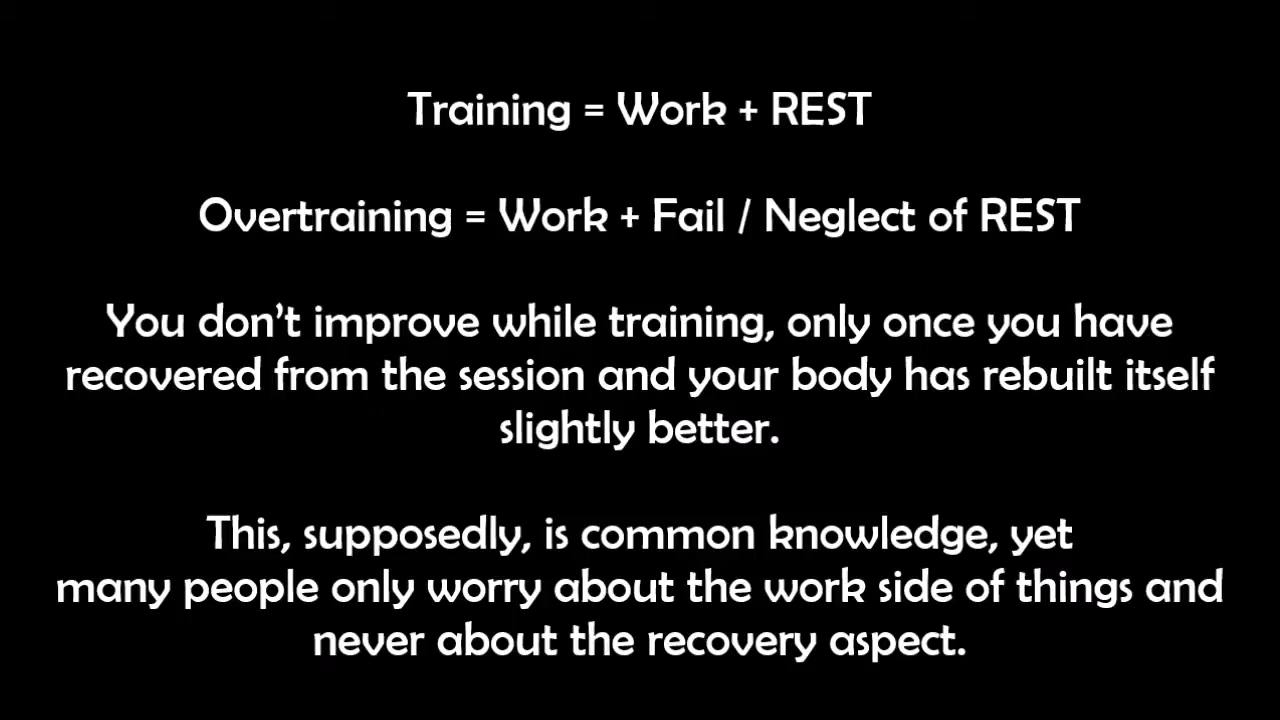 Training = Work + REST
Overtraining = Work + Fail / Neglect of REST
You don’t improve while training, only once you have
recovered from the session and your body has rebuilt itself
slightly better.
This, supposedly, is common knowledge, yet
many people only worry about the work side of things and
never about the recovery aspect.